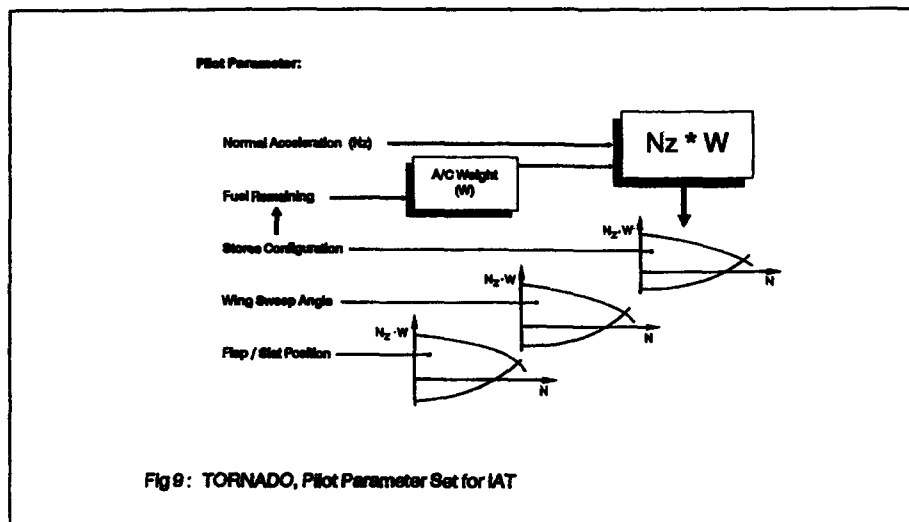 Pilot Parameter:
Normal Acceleration (Nz)
Nz * W
A/C Weight
(W)
Fuel Remaining
Stores Configuration
Nz · W
N
Wing Sweep Angle
Nz · W
N
Flap / Slat Position
Nz · W
N
Fig 9 : TORNADO, Pilot Parameter Set for IAT